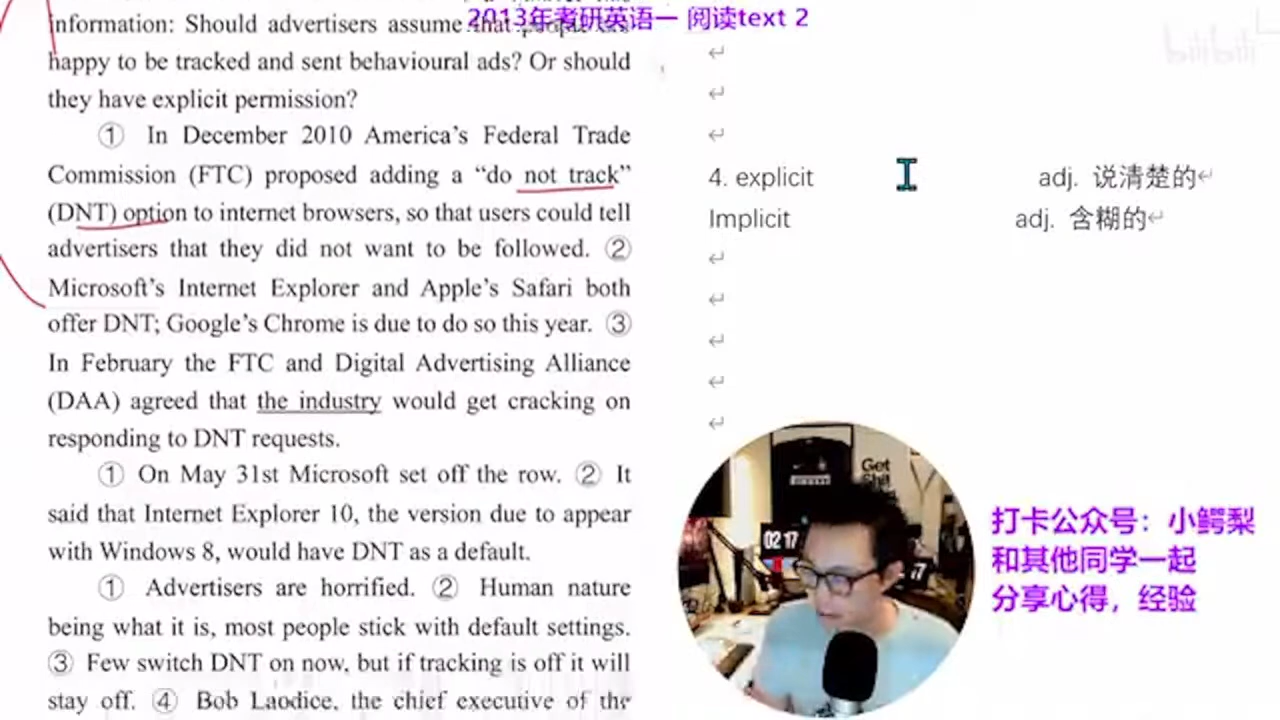 2013年考研英语一 阅读text 2
bilibili
information: Should advertisers assume that people are
happy to be tracked and sent behavioural ads? Or should
they have explicit permission?
① In December 2010 America's Federal Trade
Commission (FTC) proposed adding a “do not track”
(DNT) option to internet browsers, so that users could tell
advertisers that they did not want to be followed. ②
Microsoft's Internet Explorer and Apple's Safari both
offer DNT; Google's Chrome is due to do so this year. ③
In February the FTC and Digital Advertising Alliance
(DAA) agreed that the industry would get cracking on
responding to DNT requests.
① On May 31st Microsoft set off the row. ② It
said that Internet Explorer 10, the version due to appear
with Windows 8, would have DNT as a default.
① Advertisers are horrified. ② Human nature
being what it is, most people stick with default settings.
③ Few switch DNT on now, but if tracking is off it will
stay off. ④ Bob Laodice, the chief executive of the
4. explicit adj. 说清楚的
Implicit adj. 含糊的
Get
02 17
打卡公众号：小鳄梨
和其他同学一起
分享心得，经验